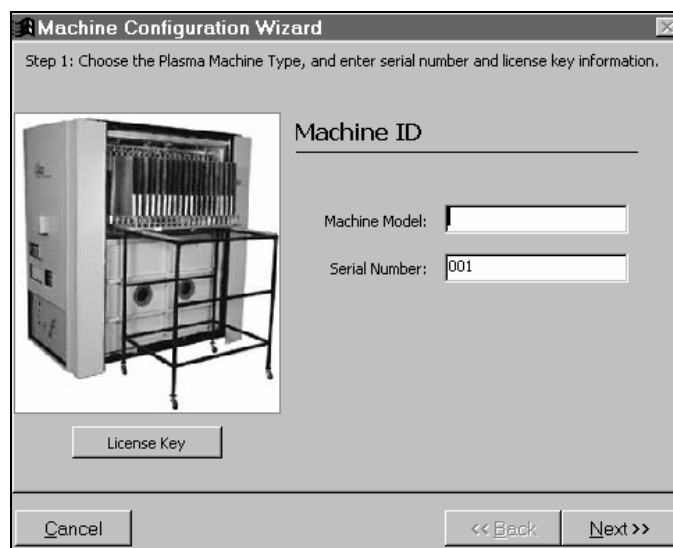 Machine Configuration Wizard
Step 1: Choose the Plasma Machine Type, and enter serial number and license key information.
Machine ID
Machine Model:
Serial Number: 001
License Key
Cancel
<< Back
Next >>